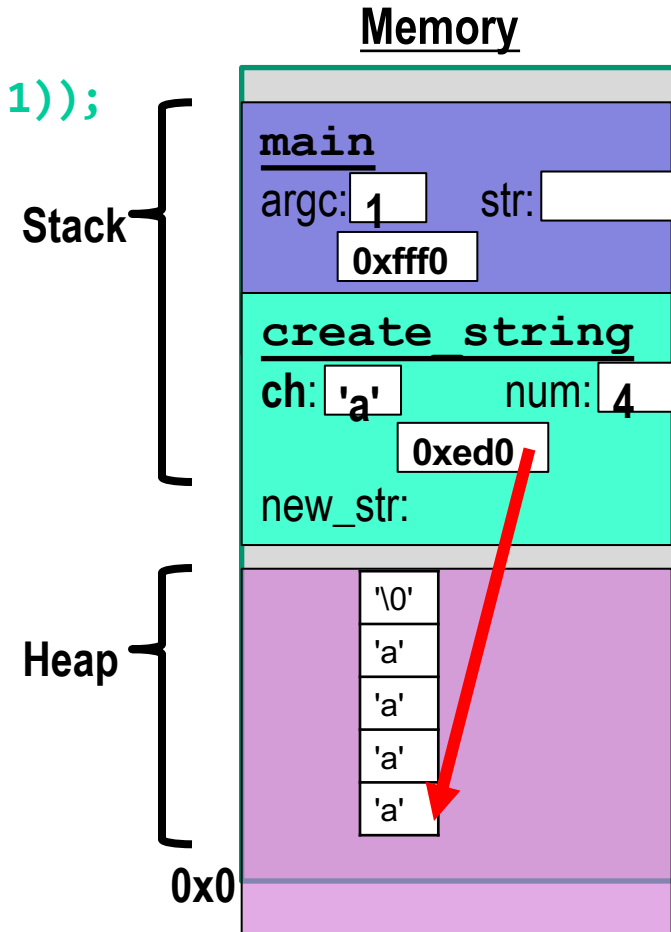 Memory
1));
main
argc: 1 str:
0xfff0
Stack
create_string
ch: 'a' num: 4
0xed0
new_str:
'\0'
'a'
Heap
'a'
'a'
'a'
0x0